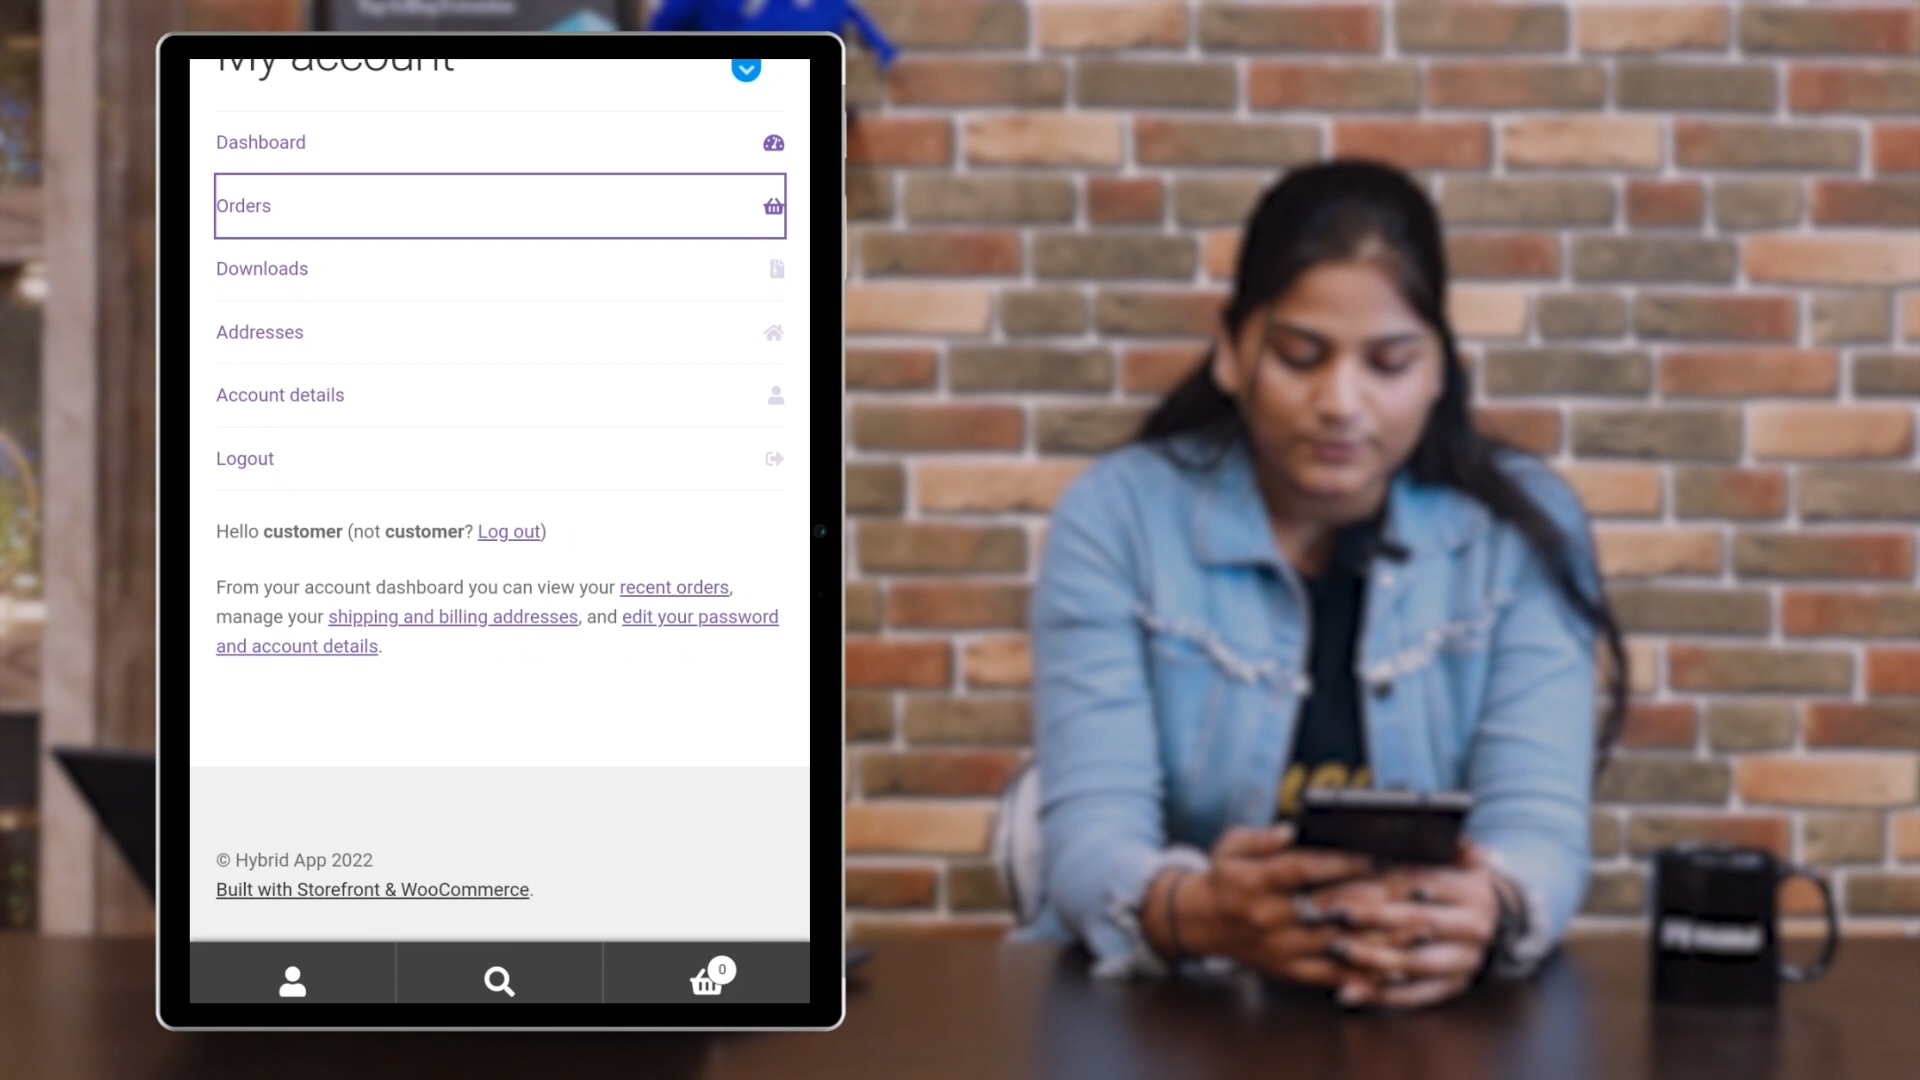 My account
Dashboard
Orders
Downloads
Addresses
Account details
Logout
Hello customer (not customer? Log out)
From your account dashboard you can view your recent orders,
manage your shipping and billing addresses, and edit your password
and account details.
© Hybrid App 2022
Built with Storefront & WooCommerce.
0